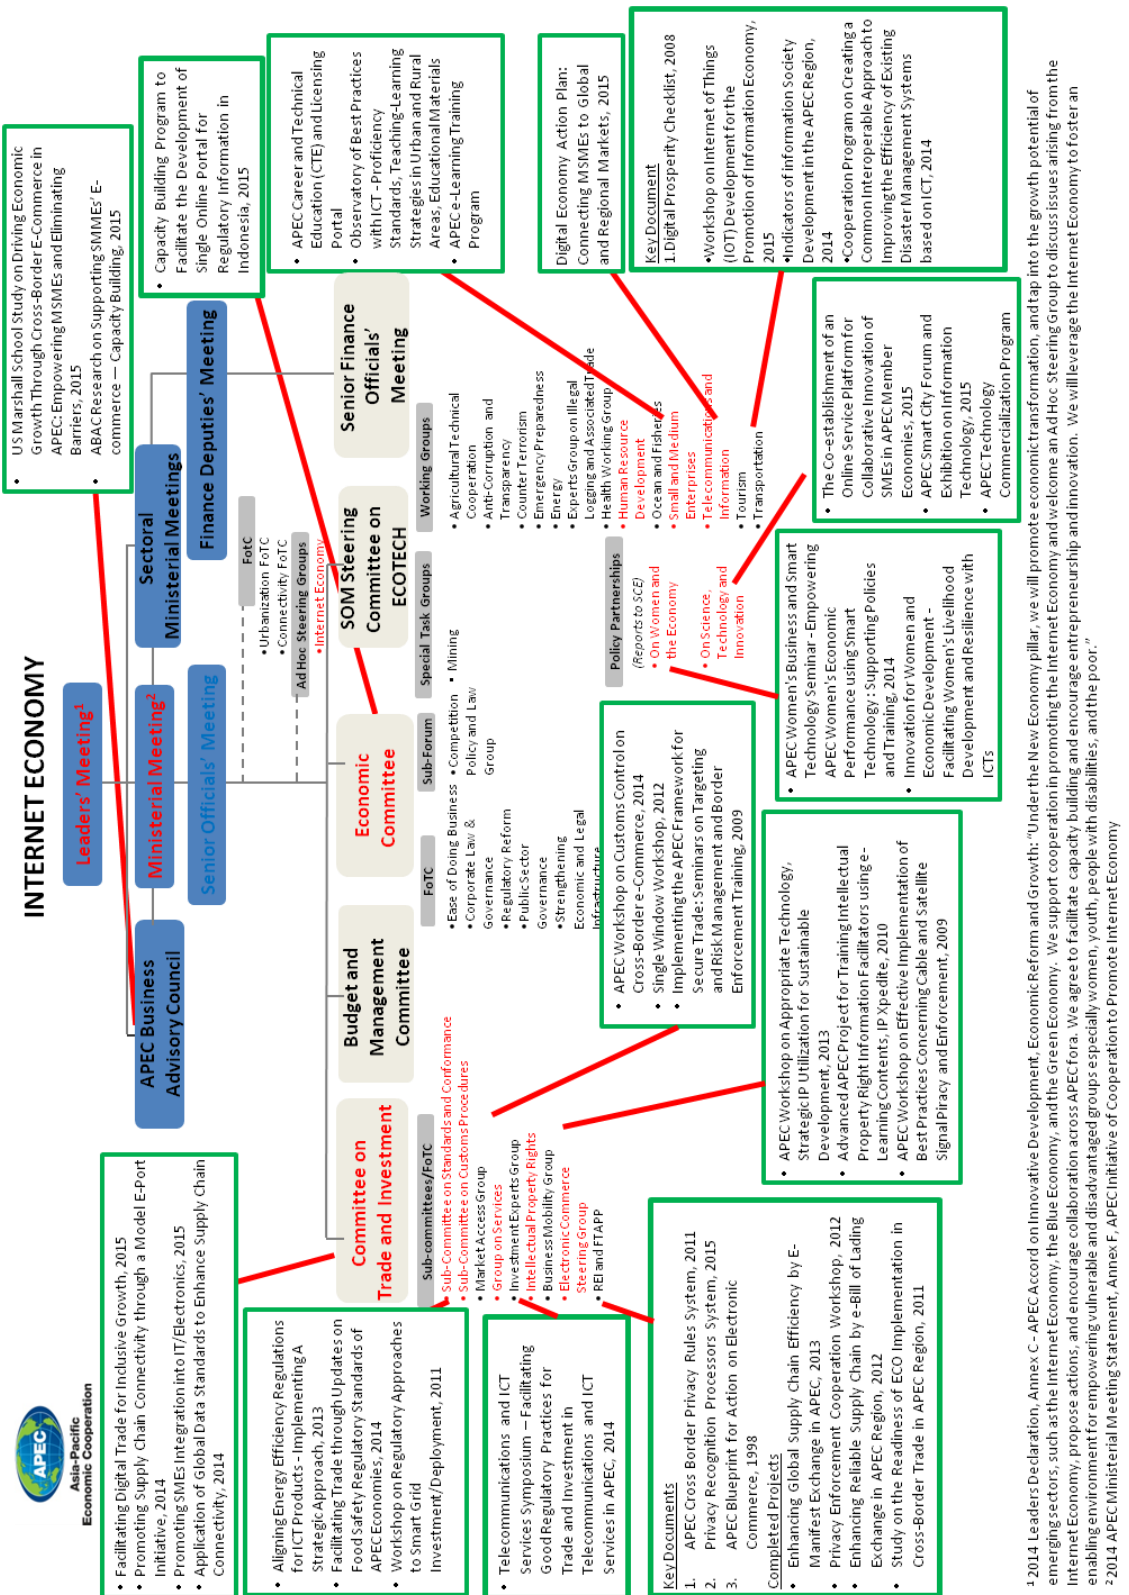 APEC
Asia-Pacific
Economic Cooperation
INTERNET ECONOMY
Leaders' Meeting1
APEC Business
Advisory Council
Ministerial Meeting2
Sectoral
Ministerial Meetings
Senior Officials' Meeting
Finance Deputies' Meeting
FotC
•Urbanization FoTC
•Connectivity FoTC
Ad Hoc Steering Groups
•Internet Economy
Committee on
Trade and Investment
Budget and
Management
Committee
Economic
Committee
SOM Steering
Committee on
ECOTECH
Senior Finance
Officials'
Meeting
Sub-committees/FoTC
•Sub-Committee on Standards and Conformance
•Sub-Committee on Customs Procedures
•Market Access Group
•Group on Services
•Investment Experts Group
•Intellectual Property Rights
•Business Mobility Group
•Electronic Commerce
Steering Group
•REI and FTAPP
FoTC
•Ease of Doing Business
•Corporate Law &
Governance
•Regulatory Reform
•Public Sector
Governance
•Strengthening
Economic and Legal
Infrastructure
Sub-Forum
•Competition
Policy and Law
Group
Special Task Groups
•Mining
Working Groups
•Agricultural Technical
Cooperation
•Anti-Corruption and
Transparency
•Counter Terrorism
•Emergency Preparedness
•Energy
•Experts Group on Illegal
Logging and Associated Trade
•Health Working Group
•Human Resource
Development
•Ocean and Fisheries
•Small and Medium
Enterprises
•Telecommunications and
Information
•Tourism
•Transportation
Policy Partnerships
(Reports to SCE)
•On Women and
the Economy
•On Science,
Technology and
Innovation
• Facilitating Digital Trade for Inclusive Growth, 2015
• Promoting Supply Chain Connectivity through a Model E-Port
Initiative, 2014
• Promoting SMEs Integration into IT/Electronics, 2015
• Application of Global Data Standards to Enhance Supply Chain
Connectivity, 2014
• Aligning Energy Efficiency Regulations
for ICT Products - Implementing A
Strategic Approach, 2013
• Facilitating Trade through Updates on
Food Safety Regulatory Standards of
APEC Economies, 2014
• Workshop on Regulatory Approaches
to Smart Grid
Investment/Deployment, 2011
• Telecommunications and ICT
Services Symposium – Facilitating
Good Regulatory Practices for
Trade and Investment in
Telecommunications and ICT
Services in APEC, 2014
Key Documents
1. APEC Cross Border Privacy Rules System, 2011
2. Privacy Recognition Processors System, 2015
3. APEC Blueprint for Action on Electronic
Commerce, 1998
Completed Projects
• Enhancing Global Supply Chain Efficiency by E-
Manifest Exchange in APEC, 2013
• Privacy Enforcement Cooperation Workshop, 2012
• Enhancing Reliable Supply Chain by e-Bill of Lading
Exchange in APEC Region, 2012
• Study on the Readiness of ECO Implementation in
Cross-Border Trade in APEC Region, 2011
• APEC Workshop on Appropriate Technology,
Strategic IP Utilization for Sustainable
Development, 2013
• Advanced APEC Project for Training Intellectual
Property Right Information Facilitators using e-
Learning Contents, IP Xpedite, 2010
• APEC Workshop on Effective Implementation of
Best Practices Concerning Cable and Satellite
Signal Piracy and Enforcement, 2009
• APEC Workshop on Customs Control on
Cross-Border e-Commerce, 2014
• Single Window Workshop, 2012
• Implementing the APEC Framework for
Secure Trade: Seminars on Targeting
and Risk Management and Border
Enforcement Training, 2009
• APEC Women's Business and Smart
Technology Seminar - Empowering
APEC Women's Economic
Performance using Smart
Technology : Supporting Policies
and Training, 2014
• Innovation for Women and
Economic Development -
Facilitating Women's Livelihood
Development and Resilience with
ICTs
• The Co-establishment of an
Online Service Platform for
Collaborative Innovation of
SMEs in APEC Member
Economies, 2015
• APEC Smart City Forum and
Exhibition on Information
Technology, 2015
• APEC Technology
Commercialization Program
• US Marshall School Study on Driving Economic
Growth Through Cross-Border E-Commerce in
APEC: Empowering MSMEs and Eliminating
Barriers, 2015
• ABAC Research on Supporting SMMEs' E-
commerce — Capacity Building, 2015
• Capacity Building Program to
Facilitate the Development of
Single Online Portal for
Regulatory Information in
Indonesia, 2015
• APEC Career and Technical
Education (CTE) and Licensing
Portal
• Observatory of Best Practices
with ICT - Proficiency
Standards, Teaching-Learning
Strategies in Urban and Rural
Areas, Educational Materials
• APEC e-Learning Training
Program
Digital Economy Action Plan:
Connecting MSMEs to Global
and Regional Markets, 2015
Key Document
1.Digital Prosperity Checklist, 2008
•Workshop on Internet of Things
(IOT) Development for the
Promotion of Information Economy,
2015
•Indicators of information Society
Development in the APEC Region,
2014
•Cooperation Program on Creating a
Common Interoperable Approach to
Improving the Efficiency of Existing
Disaster Management Systems
based on ICT, 2014
1 2014 Leaders Declaration, Annex C – APEC Accord on Innovative Development, Economic Reform and Growth: "Under the New Economy pillar, we will promote economic transformation, and tap into the growth potential of
emerging sectors, such as the Internet Economy, the Blue Economy, and the Green Economy. We support cooperation in promoting the Internet Economy and welcome an Ad Hoc Steering Group to discuss issues arising from the
Internet Economy, propose actions, and encourage collaboration across APEC fora. We agree to facilitate capacity building and encourage entrepreneurship and innovation. We will leverage the Internet Economy to foster an
enabling environment for empowering vulnerable and disadvantaged groups especially women, youth, people with disabilities, and the poor."
2 2014 APEC Ministerial Meeting Statement, Annex F, APEC Initiative of Cooperation to Promote Internet Economy